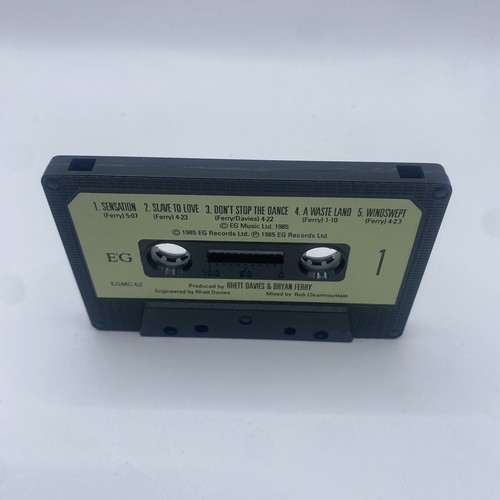 1. SENSATION 2. SLAVE TO LOVE 3. DON'T STOP THE DANCE 4. A WASTE LAND 5. WINDSWEPT
(Ferry) 5·07 (Ferry) 4·23 (Ferry/Davies) 4·22 (Ferry) 1·10 (Ferry) 4·23
© EG Music Ltd. 1985
© 1985 EG Records Ltd. ℗ 1985 EG Records Ltd.
EG 1
100 50 0
EGMC 62
Produced by RHETT DAVIES & BRYAN FERRY
Engineered by Rhett Davies Mixed by Bob Clearmountain